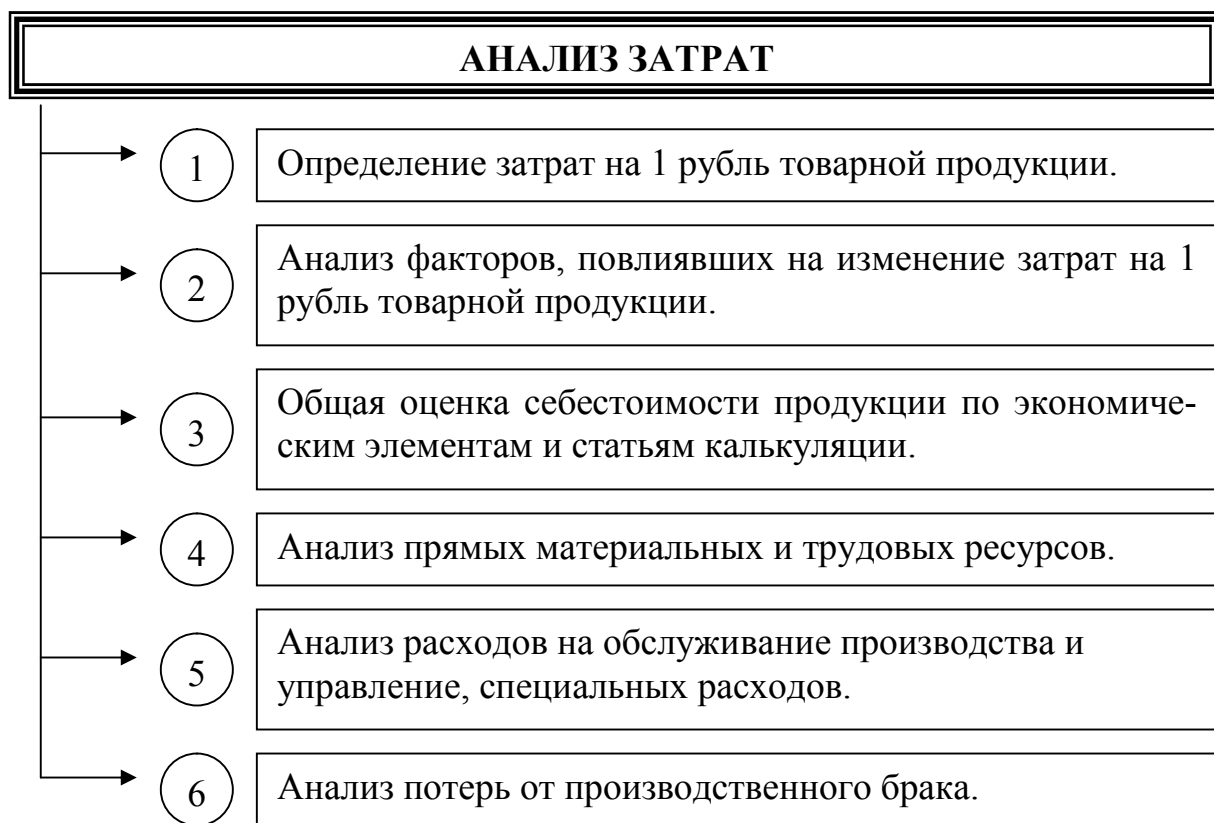 АНАЛИЗ ЗАТРАТ
1
Определение затрат на 1 рубль товарной продукции.
2
Анализ факторов, повлиявших на изменение затрат на 1
рубль товарной продукции.
3
Общая оценка себестоимости продукции по экономиче-
ским элементам и статьям калькуляции.
4
Анализ прямых материальных и трудовых ресурсов.
5
Анализ расходов на обслуживание производства и
управление, специальных расходов.
6
Анализ потерь от производственного брака.